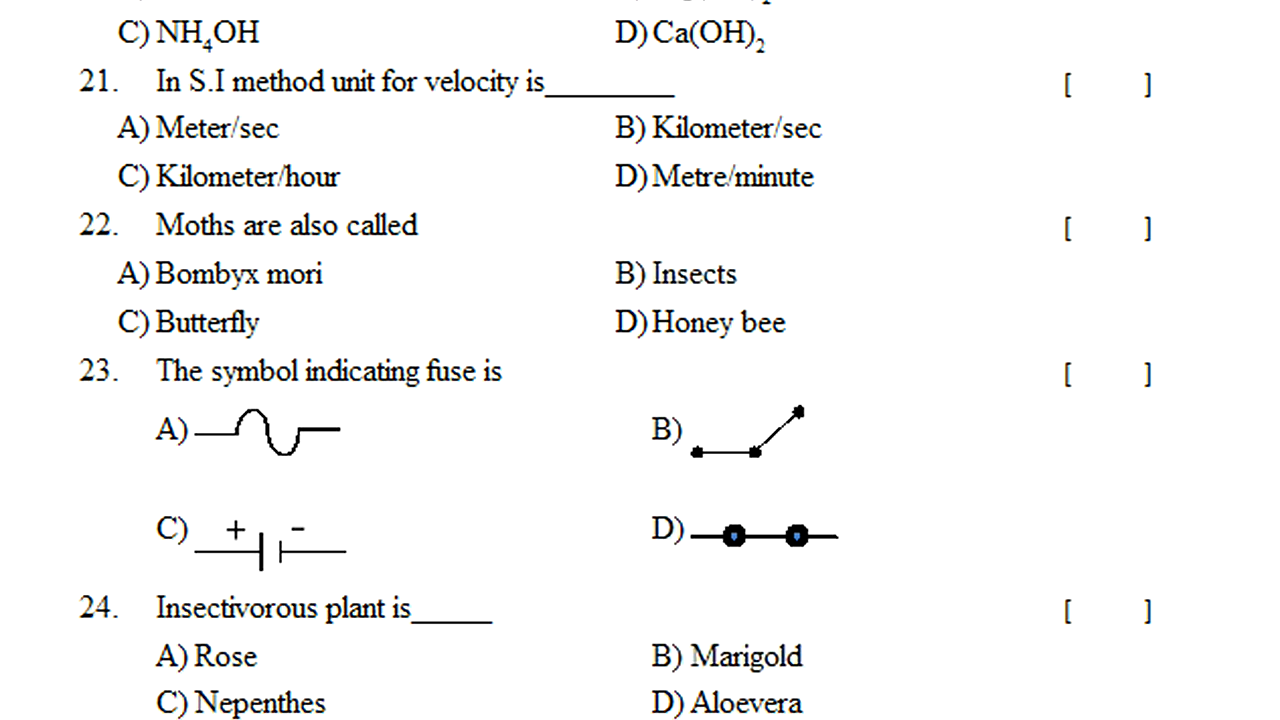 C) NH₄OH D) Ca(OH)₂
21. In S.I method unit for velocity is_________ [ ]
A) Meter/sec B) Kilometer/sec
C) Kilometer/hour D) Metre/minute
22. Moths are also called [ ]
A) Bombyx mori B) Insects
C) Butterfly D) Honey bee
23. The symbol indicating fuse is [ ]
A) B)
C) + - D)
24. Insectivorous plant is_____ [ ]
A) Rose B) Marigold
C) Nepenthes D) Aloevera